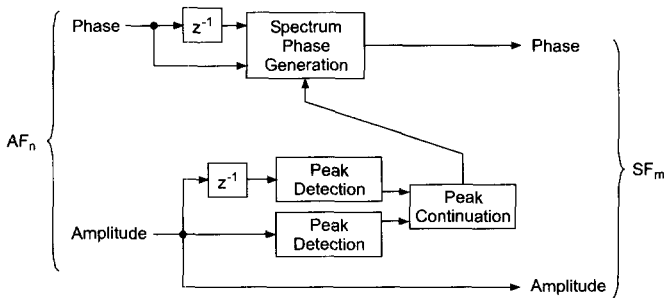 Phase
z-1
Spectrum
Phase
Generation
Phase
AFn
SFm
z-1
Peak
Detection
Peak
Continuation
Amplitude
Peak
Detection
Amplitude